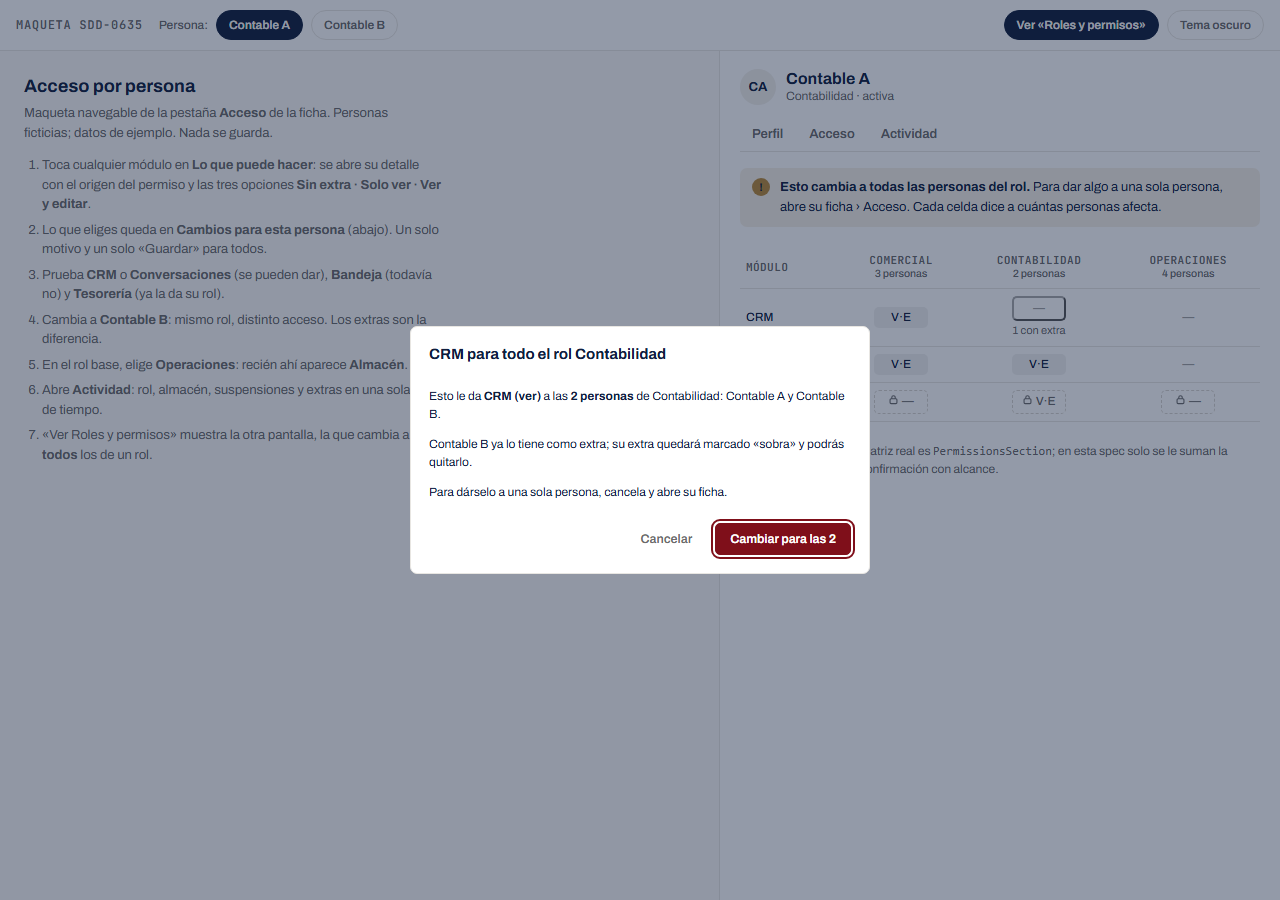 MAQUETA SDD-0635 Persona: Contable A Contable B Ver «Roles y permisos» Tema oscuro
Acceso por persona
Maqueta navegable de la pestaña Acceso de la ficha. Personas
ficticias; datos de ejemplo. Nada se guarda.
1. Toca cualquier módulo en Lo que puede hacer: se abre su detalle
con el origen del permiso y las tres opciones Sin extra · Solo ver · Ver
y editar.
2. Lo que eliges queda en Cambios para esta persona (abajo). Un solo
motivo y un solo «Guardar» para todos.
3. Prueba CRM o Conversaciones (se pueden dar), Bandeja (todavía
no) y Tesorería (ya la da su rol).
4. Cambia a Contable B: mismo rol, distinto acceso. Los extras son la
diferencia.
5. En el rol base, elige Operaciones: recién ahí aparece Almacén.
6. Abre Actividad: rol, almacén, suspensiones y extras en una sola
de tiempo.
7. «Ver Roles y permisos» muestra la otra pantalla, la que cambia a
todos los de un rol.
CA Contable A
Contabilidad · activa
Perfil Acceso Actividad
! Esto cambia a todas las personas del rol. Para dar algo a una sola persona,
abre su ficha › Acceso. Cada celda dice a cuántas personas afecta.
MÓDULO COMERCIAL CONTABILIDAD OPERACIONES
3 personas 2 personas 4 personas
CRM V·E — —
1 con extra
V·E V·E —
— V·E —
atriz real es PermissionsSection; en esta spec solo se le suman la
onfirmación con alcance.
CRM para todo el rol Contabilidad
Esto le da CRM (ver) a las 2 personas de Contabilidad: Contable A y Contable
B.
Contable B ya lo tiene como extra; su extra quedará marcado «sobra» y podrás
quitarlo.
Para dárselo a una sola persona, cancela y abre su ficha.
Cancelar Cambiar para las 2